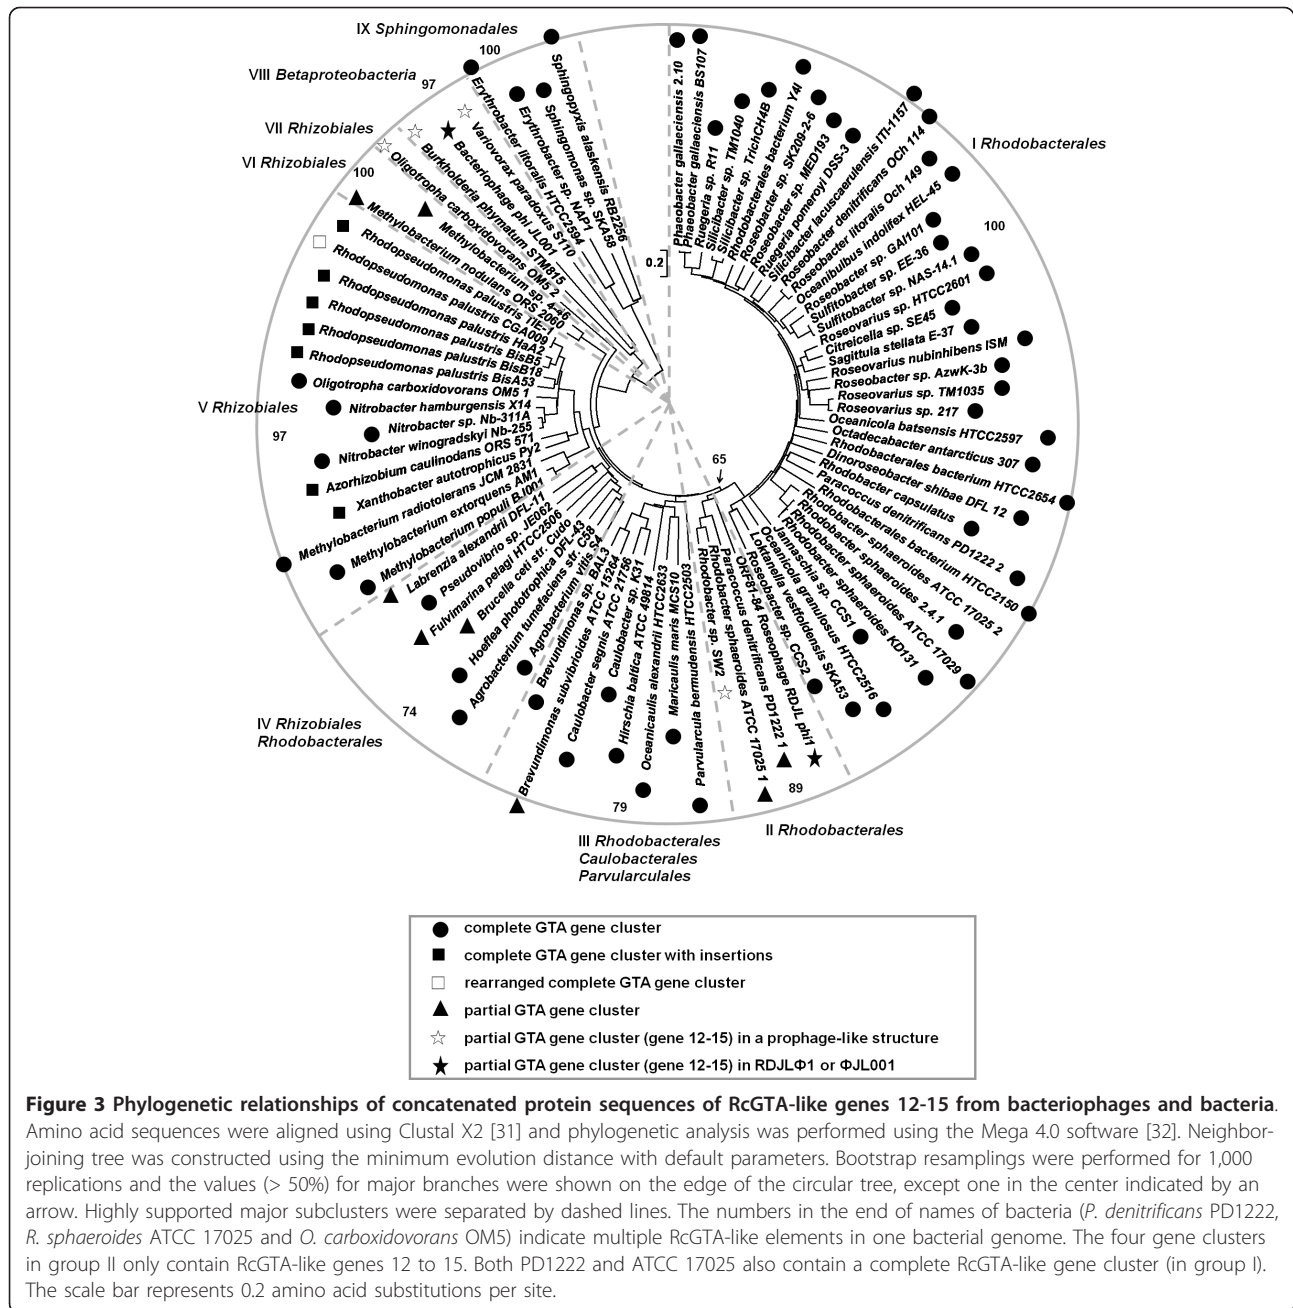 IX Sphingomonadales
100
VIII Betaproteobacteria
97
VII Rhizobiales
VI Rhizobiales
100
V Rhizobiales
97
IV Rhizobiales
Rhodobacterales
74
III Rhodobacterales
Caulobacterales
Parvularculales
79
II Rhodobacterales
89
I Rhodobacterales
100
65
0.2
Phaeobacter gallaeciensis 2.10
Phaeobacter gallaeciensis BS107
Ruegeria sp. R11
Silicibacter sp. TM1040
Silicibacter sp. TrichCH4B
Rhodobacterales bacterium Y4I
Roseobacter sp. SK209-2-6
Roseobacter sp. MED193
Ruegeria pomeroyi DSS-3
Silicibacter lacuscaerulensis ITI-1157
Roseobacter denitrificans OCh 114
Roseobacter litoralis Och 149
Oceanibulbus indolifex HEL-45
Roseobacter sp. GAI101
Sulfitobacter sp. EE-36
Sulfitobacter sp. NAS-14.1
Roseovarius sp. HTCC2601
Citreicella sp. SE45
Sagittula stellata E-37
Roseovarius nubinhibens ISM
Roseobacter sp. AzwK-3b
Roseovarius sp. TM1035
Roseovarius sp. 217
Oceanicola batsensis HTCC2597
Octadecabacter antarcticus 307
Rhodobacterales bacterium HTCC2654
Dinoroseobacter shibae DFL 12
Rhodobacter capsulatus
Paracoccus denitrificans PD1222 2
Rhodobacterales bacterium HTCC2150
Rhodobacter sphaeroides ATCC 17025 2
Rhodobacter sphaeroides 2.4.1
Rhodobacter sphaeroides ATCC 17029
Rhodobacter sphaeroides KD131
Jannaschia sp. CCS1
Oceanicola granulosus HTCC2516
Loktanella vestfoldensis SKA53
Roseobacter sp. CCS2
ORF81-84 Roseophage RDJL phi1
Paracoccus denitrificans PD1222 1
Rhodobacter sphaeroides ATCC 17025 1
Rhodobacter sp. SW2
Parvularcula bermudensis HTCC2503
Maricaulis maris MCS10
Oceanicaulis alexandrii HTCC2633
Hirschia baltica ATCC 49814
Caulobacter sp. K31
Caulobacter segnis ATCC 21756
Brevundimonas subvibrioides ATCC 15264
Brevundimonas sp. BAL3
Agrobacterium vitis S4
Agrobacterium tumefaciens str. C58
Hoeflea phototrophica DFL-43
Brucella ceti str. Cudo
Fulvimarina pelagi HTCC2506
Pseudovibrio sp. JE062
Labrenzia alexandrii DFL-11
Methylobacterium populi BJ001
Methylobacterium extorquens AM1
Methylobacterium radiotolerans JCM 2831
Xanthobacter autotrophicus Py2
Azorhizobium caulinodans ORS 571
Nitrobacter winogradskyi Nb-255
Nitrobacter sp. Nb-311A
Nitrobacter hamburgensis X14
Oligotropha carboxidovorans OM5 1
Rhodopseudomonas palustris BisA53
Rhodopseudomonas palustris BisB18
Rhodopseudomonas palustris BisB5
Rhodopseudomonas palustris HaA2
Rhodopseudomonas palustris CGA009
Rhodopseudomonas palustris TIE-1
Methylobacterium nodulans ORS 2060
Methylobacterium sp. 4-46
Oligotropha carboxidovorans OM5 2
Burkholderia phymatum STM815
Bacteriophage phi JL001
Variovorax paradoxus S110
Erythrobacter litoralis HTCC2594
Erythrobacter sp. NAP1
Sphingomonas sp. SKA58
Sphingopyxis alaskensis RB2256
complete GTA gene cluster
complete GTA gene cluster with insertions
rearranged complete GTA gene cluster
partial GTA gene cluster
partial GTA gene cluster (gene 12-15) in a prophage-like structure
partial GTA gene cluster (gene 12-15) in RDJLΦ1 or ΦJL001
Figure 3 Phylogenetic relationships of concatenated protein sequences of RcGTA-like genes 12-15 from bacteriophages and bacteria.
Amino acid sequences were aligned using Clustal X2 [31] and phylogenetic analysis was performed using the Mega 4.0 software [32]. Neighbor-
joining tree was constructed using the minimum evolution distance with default parameters. Bootstrap resamplings were performed for 1,000
replications and the values (> 50%) for major branches were shown on the edge of the circular tree, except one in the center indicated by an
arrow. Highly supported major subclusters were separated by dashed lines. The numbers in the end of names of bacteria (P. denitrificans PD1222,
R. sphaeroides ATCC 17025 and O. carboxidovorans OM5) indicate multiple RcGTA-like elements in one bacterial genome. The four gene clusters
in group II only contain RcGTA-like genes 12 to 15. Both PD1222 and ATCC 17025 also contain a complete RcGTA-like gene cluster (in group I).
The scale bar represents 0.2 amino acid substitutions per site.